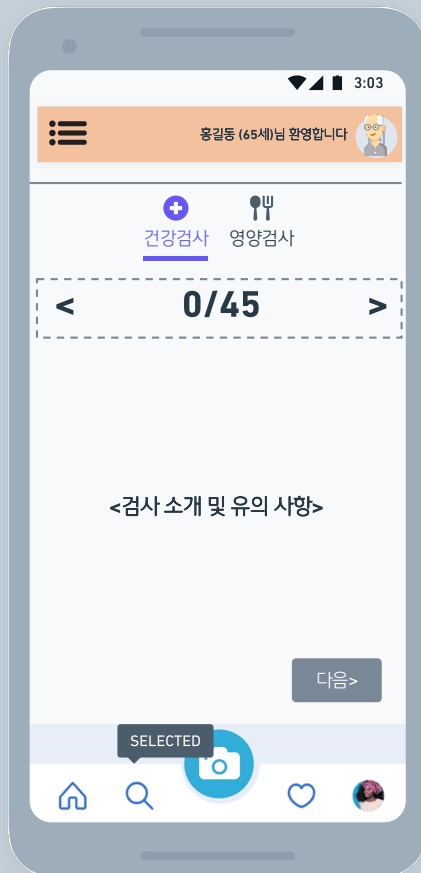 3:03
홍길동 (65세)님 환영합니다
건강검사 영양검사
< 0/45 >
<검사 소개 및 유의 사항>
다음>
SELECTED